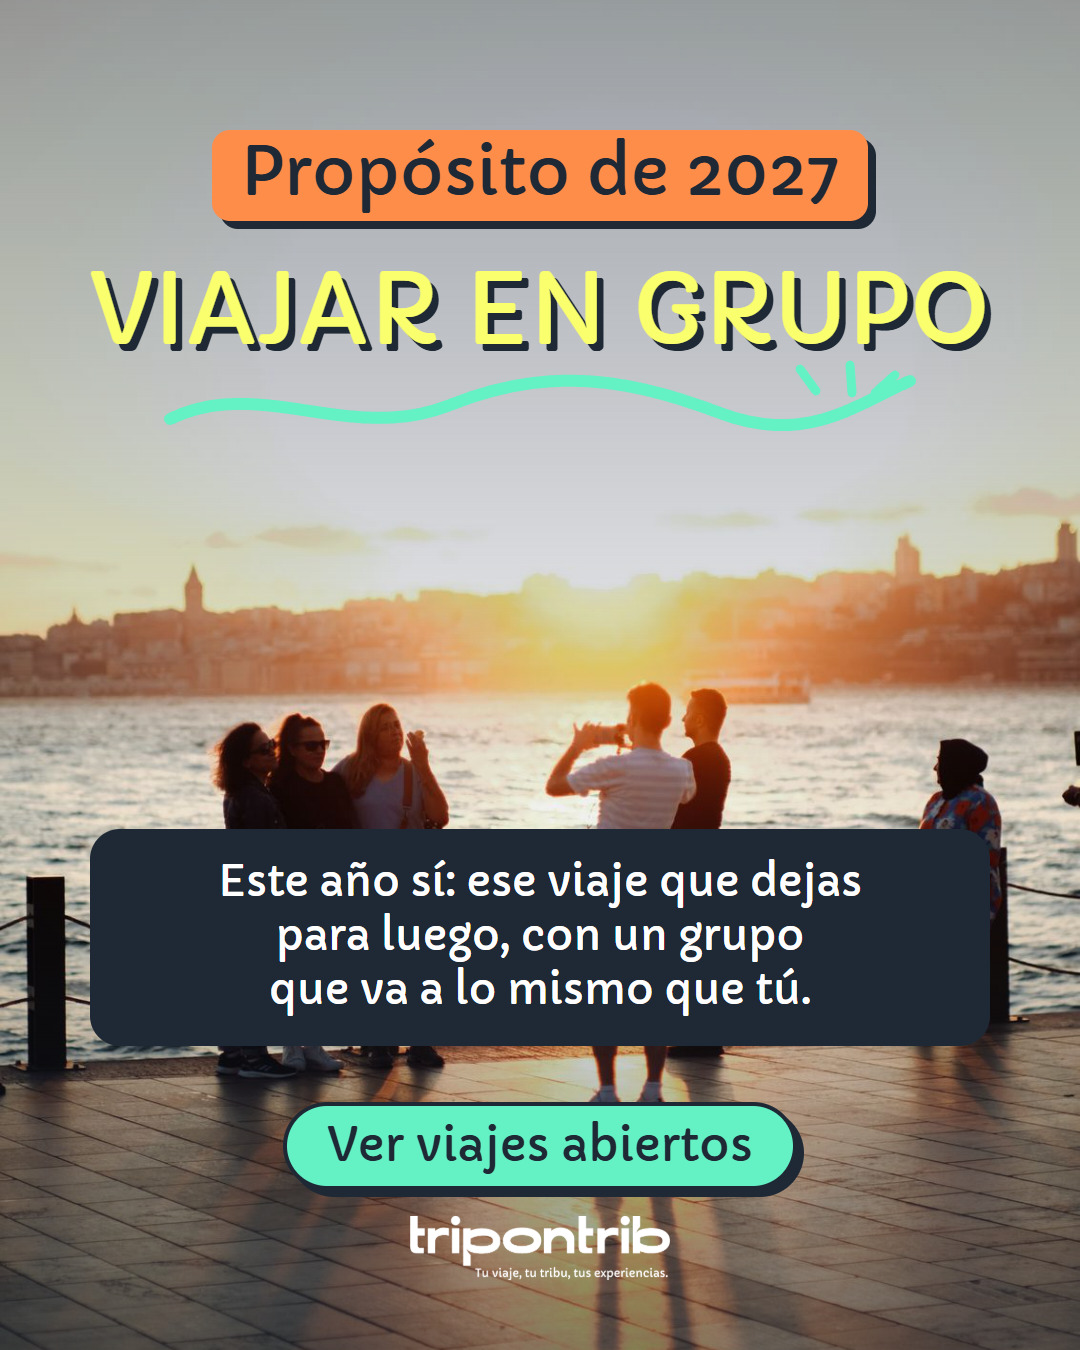 Propósito de 2027
VIAJAR EN GRUPO
Este año sí: ese viaje que dejas
para luego, con un grupo
que va a lo mismo que tú.
Ver viajes abiertos
tripontrib
Tu viaje, tu tribu, tus experiencias.